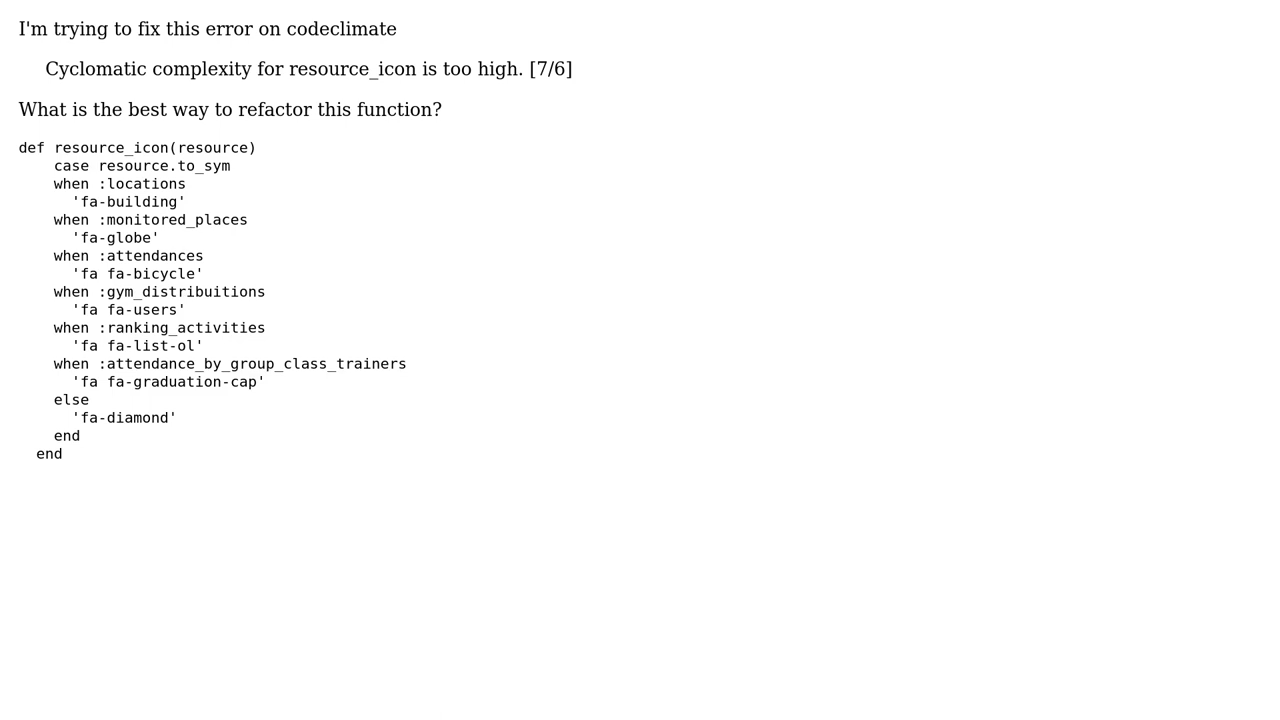 I'm trying to fix this error on codeclimate
Cyclomatic complexity for resource_icon is too high. [7/6]
What is the best way to refactor this function?
def resource_icon(resource)
    case resource.to_sym
    when :locations
      'fa-building'
    when :monitored_places
      'fa-globe'
    when :attendances
      'fa fa-bicycle'
    when :gym_distribuitions
      'fa fa-users'
    when :ranking_activities
      'fa fa-list-ol'
    when :attendance_by_group_class_trainers
      'fa fa-graduation-cap'
    else
      'fa-diamond'
    end
  end